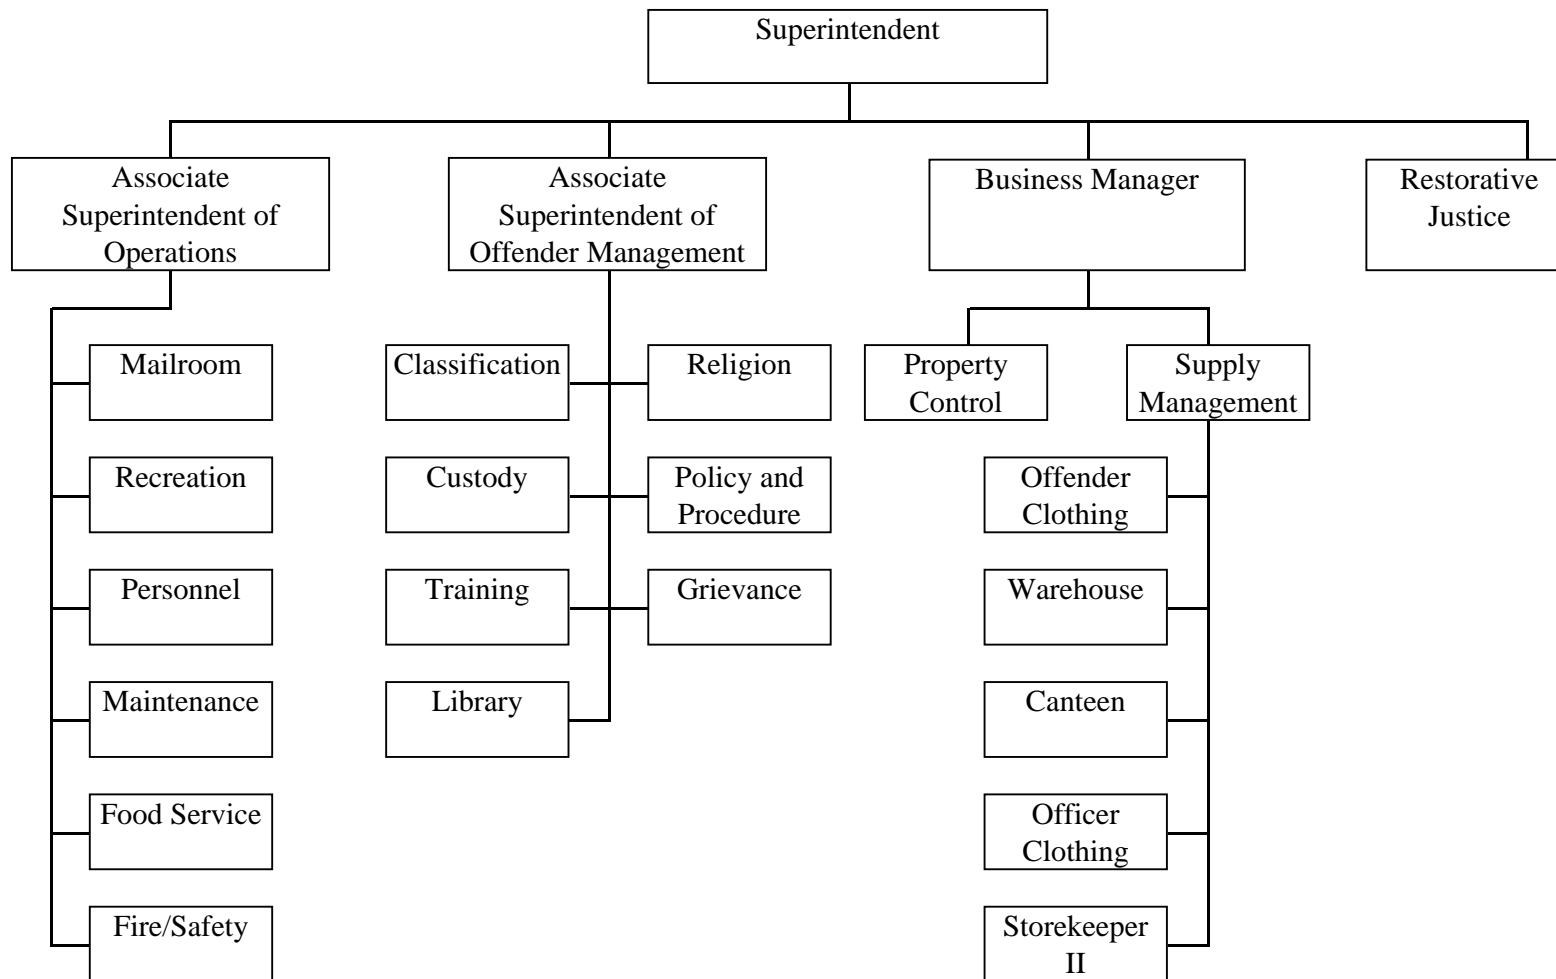 Superintendent
Associate
Superintendent of
Operations
Associate
Superintendent of
Offender Management
Business Manager
Restorative
Justice
Mailroom
Recreation
Personnel
Maintenance
Food Service
Fire/Safety
Classification
Custody
Training
Library
Religion
Policy and
Procedure
Grievance
Property
Control
Supply
Management
Offender
Clothing
Warehouse
Canteen
Officer
Clothing
Storekeeper
II